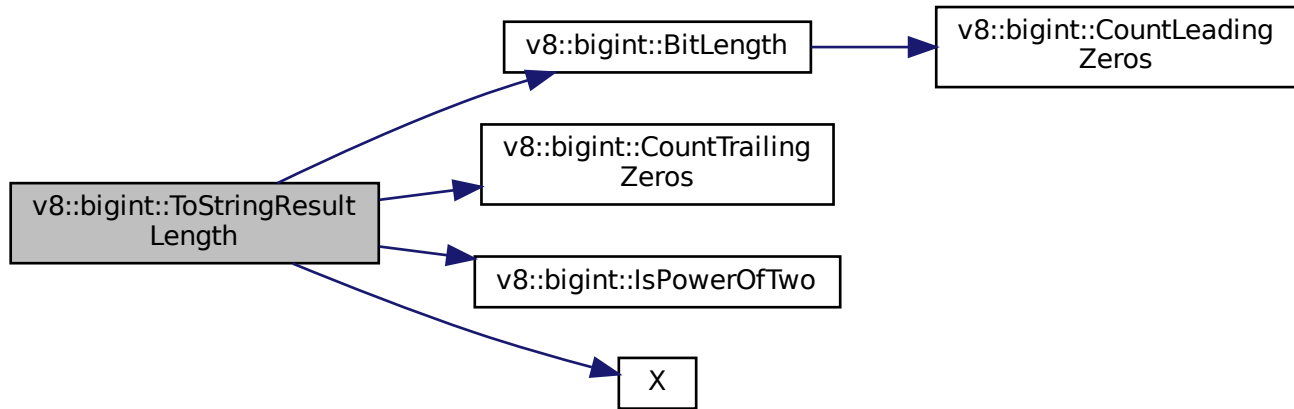 v8::bigint::ToStringResult
Length
v8::bigint::BitLength
v8::bigint::CountLeading
Zeros
v8::bigint::CountTrailing
Zeros
v8::bigint::IsPowerOfTwo
X